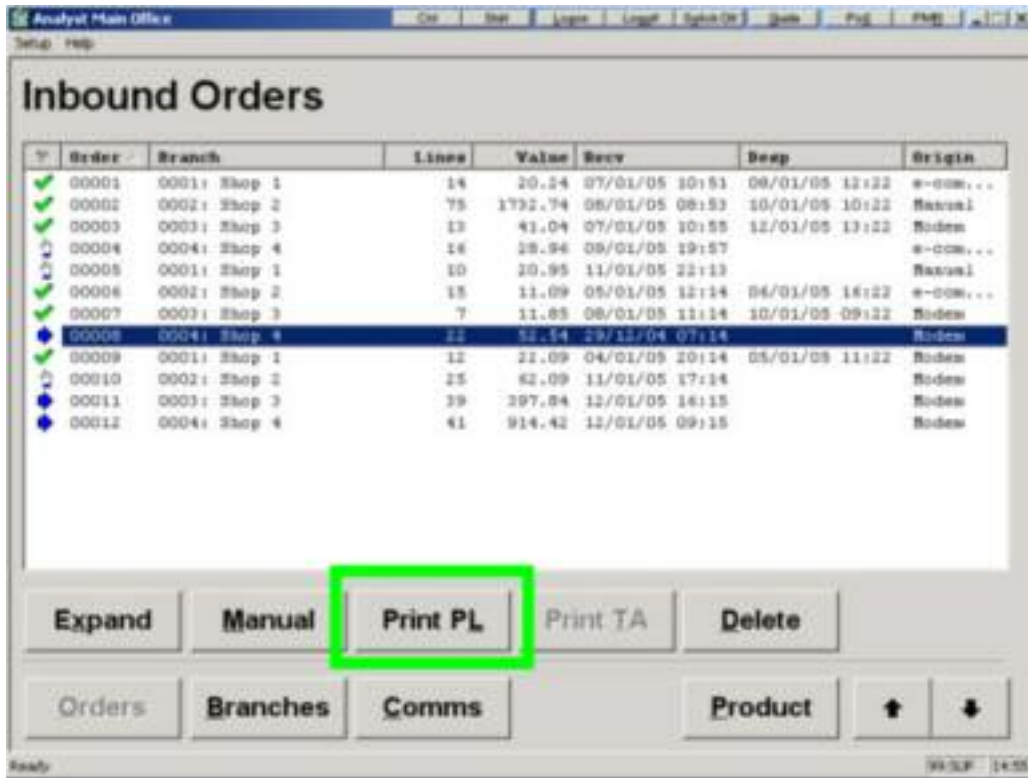 Analyst Main Office
Setup Help
Inbound Orders
Order Branch Lines Value Recv Desp Origin
00001 0001: Shop 1 14 20.24 07/01/05 10:51 08/01/05 12:22 e-com...
00002 0002: Shop 2 75 1732.74 08/01/05 08:53 10/01/05 10:22 Manual
00003 0003: Shop 3 13 41.04 07/01/05 10:55 12/01/05 13:22 Modem
00004 0004: Shop 4 16 28.96 09/01/05 19:57 e-com...
00005 0001: Shop 1 10 20.95 11/01/05 22:13 Manual
00006 0002: Shop 2 15 11.09 05/01/05 12:14 06/01/05 16:22 e-com...
00007 0003: Shop 3 7 11.85 08/01/05 11:14 10/01/05 09:22 Modem
00008 0004: Shop 4 22 52.54 29/12/04 07:14 Modem
00009 0001: Shop 1 12 22.09 04/01/05 20:14 05/01/05 11:22 Modem
00010 0002: Shop 2 25 62.09 11/01/05 17:14 Modem
00011 0003: Shop 3 39 397.84 12/01/05 16:15 Modem
00012 0004: Shop 4 41 914.42 12/01/05 09:15 Modem
Expand Manual Print PL Print TA Delete
Orders Branches Comms Product
Ready 14:55